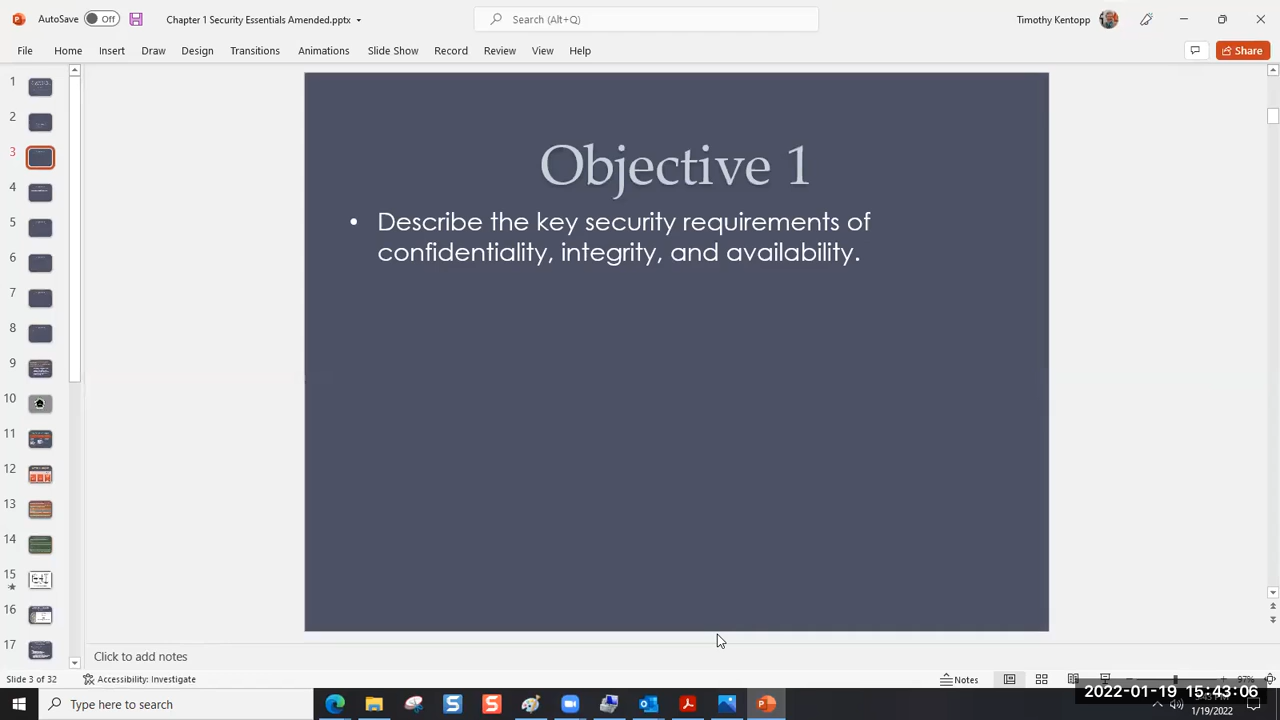 AutoSave Off Chapter 1 Security Essentials Amended.pptx Search (Alt+Q) Timothy Kentopp
File Home Insert Draw Design Transitions Animations Slide Show Record Review View Help Share
1
2
3
4
5
6
7
8
9
10
11
12
13
14
15
16
17
Objective 1
• Describe the key security requirements of
confidentiality, integrity, and availability.
Click to add notes
Slide 3 of 32 Accessibility: Investigate Notes 97%
2022-01-19 15:43:06
Type here to search
1/19/2022